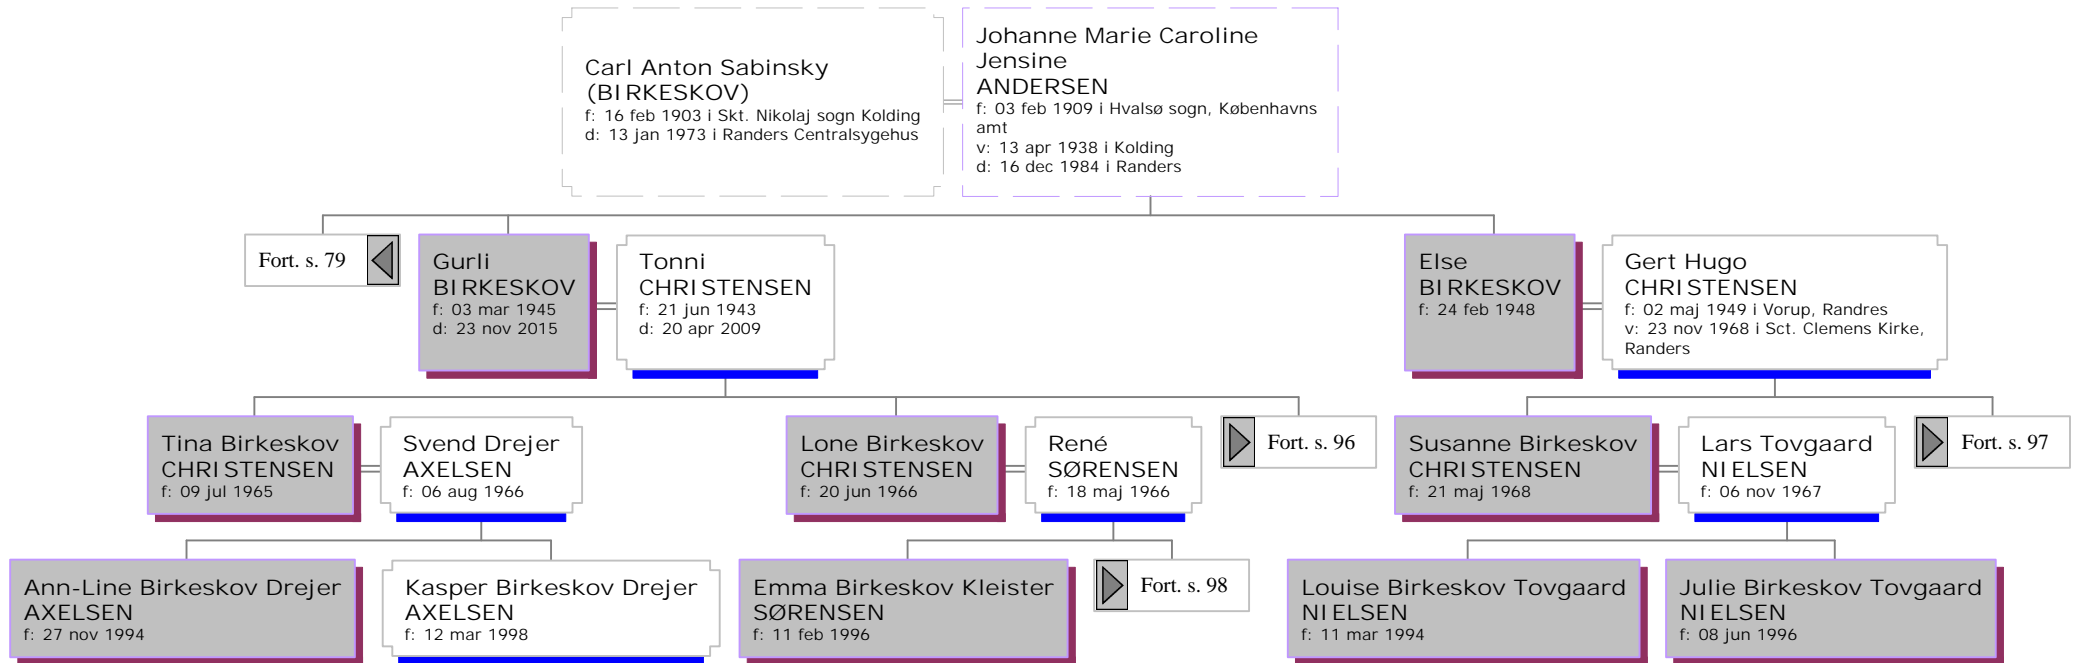 Carl Anton Sabinsky
(BIRKESKOV)
f: 16 feb 1903 i Skt. Nikolaj sogn Kolding
d: 13 jan 1973 i Randers Centralsygehus
Johanne Marie Caroline
Jensine
ANDERSEN
f: 03 feb 1909 i Hvalsø sogn, Københavns
amt
v: 13 apr 1938 i Kolding
d: 16 dec 1984 i Randers
Fort. s. 79
Gurli
BIRKESKOV
f: 03 mar 1945
d: 23 nov 2015
Tonni
CHRISTENSEN
f: 21 jun 1943
d: 20 apr 2009
Else
BIRKESKOV
f: 24 feb 1948
Gert Hugo
CHRISTENSEN
f: 02 maj 1949 i Vorup, Randres
v: 23 nov 1968 i Sct. Clemens Kirke,
Randers
Tina Birkeskov
CHRISTENSEN
f: 09 jul 1965
Svend Drejer
AXELSEN
f: 06 aug 1966
Lone Birkeskov
CHRISTENSEN
f: 20 jun 1966
René
SØRENSEN
f: 18 maj 1966
Fort. s. 96
Susanne Birkeskov
CHRISTENSEN
f: 21 maj 1968
Lars Tovgaard
NIELSEN
f: 06 nov 1967
Fort. s. 97
Ann-Line Birkeskov Drejer
AXELSEN
f: 27 nov 1994
Kasper Birkeskov Drejer
AXELSEN
f: 12 mar 1998
Emma Birkeskov Kleister
SØRENSEN
f: 11 feb 1996
Fort. s. 98
Louise Birkeskov Tovgaard
NIELSEN
f: 11 mar 1994
Julie Birkeskov Tovgaard
NIELSEN
f: 08 jun 1996